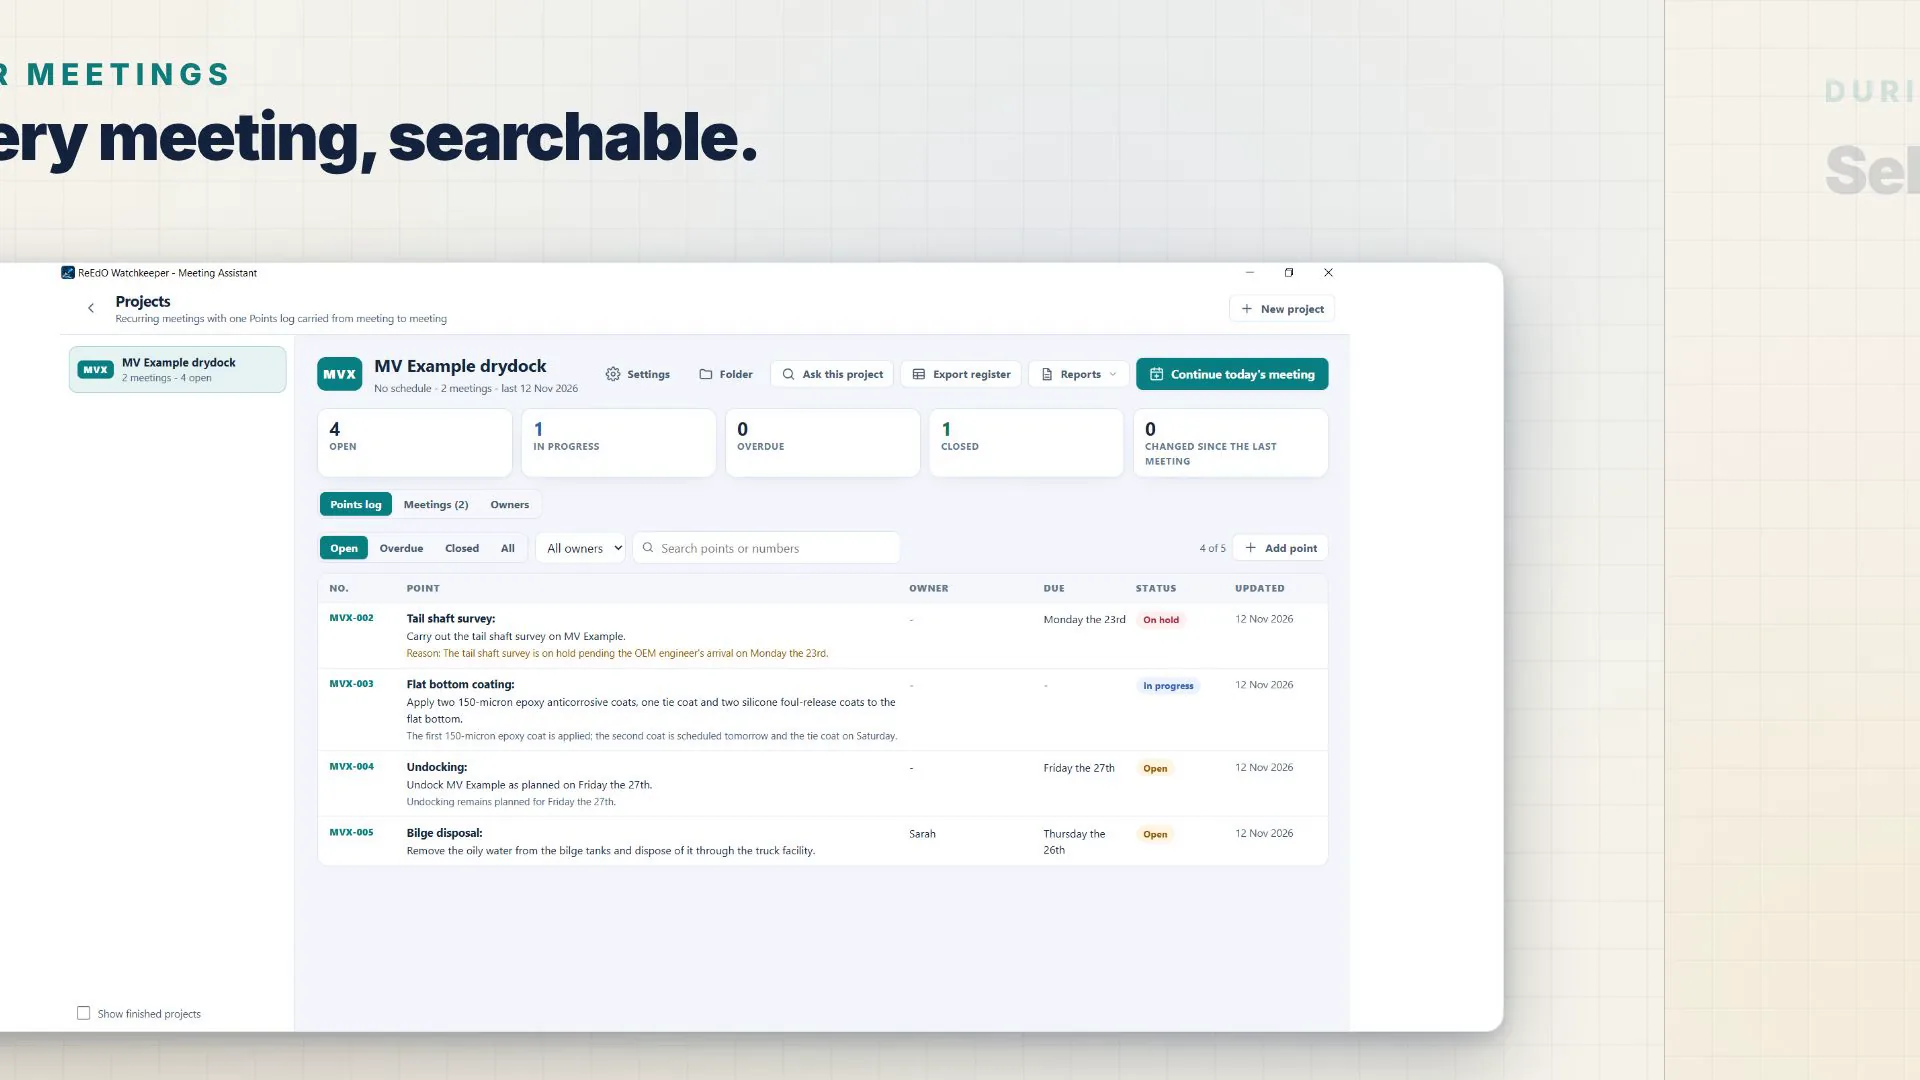 R MEETINGS
ery meeting, searchable.
DURI
Sel
ReEdO Watchkeeper - Meeting Assistant
Projects
Recurring meetings with one Points log carried from meeting to meeting
New project
MVX
MV Example drydock
2 meetings - 4 open
MVX
MV Example drydock
No schedule - 2 meetings - last 12 Nov 2026
Settings
Folder
Ask this project
Export register
Reports
Continue today's meeting
4
OPEN
1
IN PROGRESS
0
OVERDUE
1
CLOSED
0
CHANGED SINCE THE LAST
MEETING
Points log
Meetings (2)
Owners
Open
Overdue
Closed
All
All owners
Search points or numbers
4 of 5
Add point
NO. POINT OWNER DUE STATUS UPDATED
MVX-002 Tail shaft survey: - Monday the 23rd On hold 12 Nov 2026
Carry out the tail shaft survey on MV Example.
Reason: The tail shaft survey is on hold pending the OEM engineer's arrival on Monday the 23rd.
MVX-003 Flat bottom coating: - - In progress 12 Nov 2026
Apply two 150-micron epoxy anticorrosive coats, one tie coat and two silicone foul-release coats to the
flat bottom.
The first 150-micron epoxy coat is applied; the second coat is scheduled tomorrow and the tie coat on Saturday.
MVX-004 Undocking: - Friday the 27th Open 12 Nov 2026
Undock MV Example as planned on Friday the 27th.
Undocking remains planned for Friday the 27th.
MVX-005 Bilge disposal: Sarah Thursday the Open 12 Nov 2026
Remove the oily water from the bilge tanks and dispose of it through the truck facility. 26th
Show finished projects